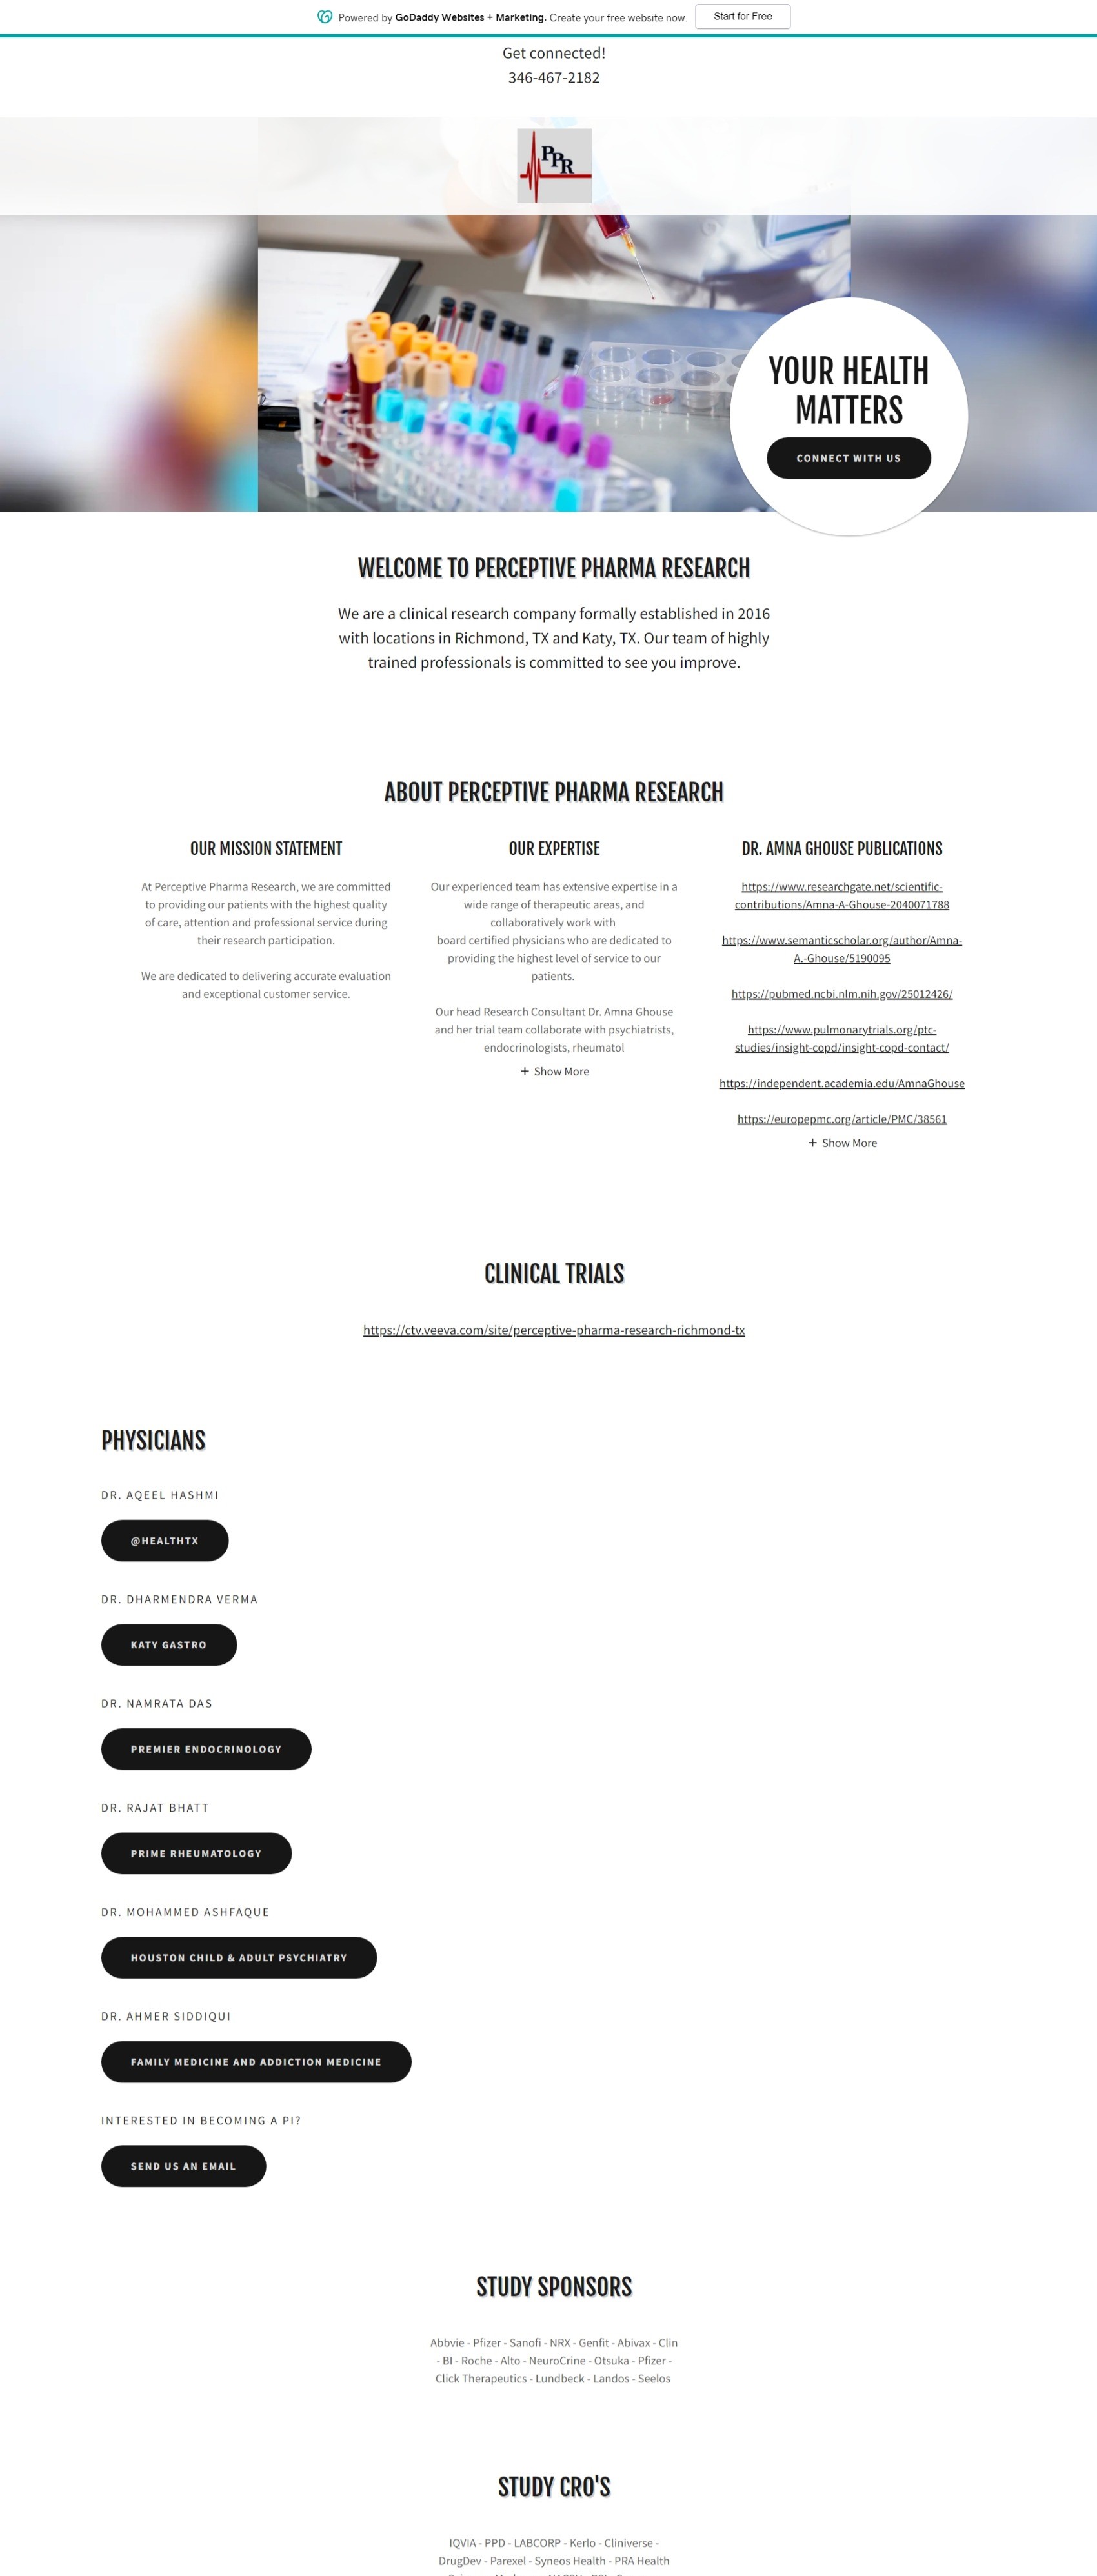 Powered by GoDaddy Websites + Marketing. Create your free website now.
Start for Free
Get connected!
346-467-2182
PPR
YOUR HEALTH
MATTERS
CONNECT WITH US
WELCOME TO PERCEPTIVE PHARMA RESEARCH
We are a clinical research company formally established in 2016
with locations in Richmond, TX and Katy, TX. Our team of highly
trained professionals is committed to see you improve.
ABOUT PERCEPTIVE PHARMA RESEARCH
OUR MISSION STATEMENT
At Perceptive Pharma Research, we are committed
to providing our patients with the highest quality
of care, attention and professional service during
their research participation.
We are dedicated to delivering accurate evaluation
and exceptional customer service.
OUR EXPERTISE
Our experienced team has extensive expertise in a
wide range of therapeutic areas, and
collaboratively work with
board certified physicians who are dedicated to
providing the highest level of service to our
patients.
Our head Research Consultant Dr. Amna Ghouse
and her trial team collaborate with psychiatrists,
endocrinologists, rheumatol
+ Show More
DR. AMNA GHOUSE PUBLICATIONS
https://www.researchgate.net/scientific-
contributions/Amna-A-Ghouse-2040071788
https://www.semanticscholar.org/author/Amna-
A.-Ghouse/5190095
https://pubmed.ncbi.nlm.nih.gov/25012426/
https://www.pulmonarytrials.org/ptc-
studies/insight-copd/insight-copd-contact/
https://independent.academia.edu/AmnaGhouse
https://europepmc.org/article/PMC/38561
+ Show More
CLINICAL TRIALS
https://ctv.veeva.com/site/perceptive-pharma-research-richmond-tx
PHYSICIANS
DR. AQEEL HASHMI
@HEALTHTX
DR. DHARMENDRA VERMA
KATY GASTRO
DR. NAMRATA DAS
PREMIER ENDOCRINOLOGY
DR. RAJAT BHATT
PRIME RHEUMATOLOGY
DR. MOHAMMED ASHFAQUE
HOUSTON CHILD & ADULT PSYCHIATRY
DR. AHMER SIDDIQUI
FAMILY MEDICINE AND ADDICTION MEDICINE
INTERESTED IN BECOMING A PI?
SEND US AN EMAIL
STUDY SPONSORS
Abbvie - Pfizer - Sanofi - NRX - Genfit - Abivax - Clin
- BI - Roche - Alto - NeuroCrine - Otsuka - Pfizer -
Click Therapeutics - Lundbeck - Landos - Seelos
STUDY CRO'S
IQVIA - PPD - LABCORP - Kerlo - Cliniverse -
DrugDev - Parexel - Syneos Health - PRA Health